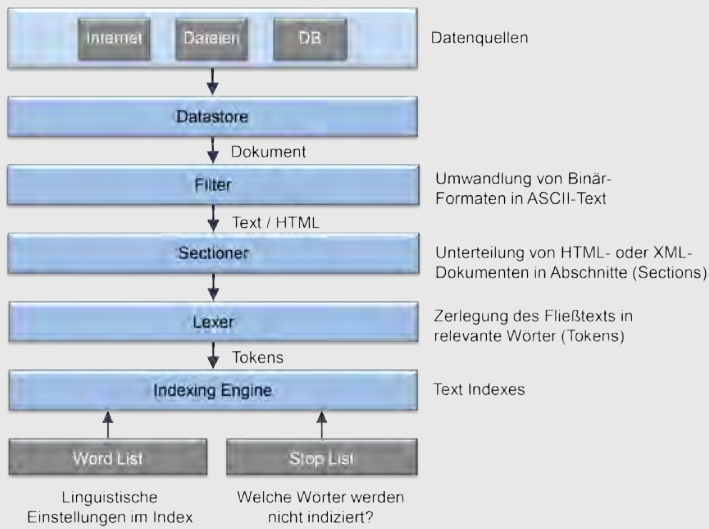 Internet Dateien DB Datenquellen
Datastore
Dokument
Filter
Umwandlung von Binär-
Formaten in ASCII-Text
Text / HTML
Sectioner
Unterteilung von HTML- oder XML-
Dokumenten in Abschnitte (Sections)
Lexer
Zerlegung des Fließtexts in
relevante Wörter (Tokens)
Tokens
Indexing Engine
Text Indexes
Word List
Stop List
Linguistische
Einstellungen im Index
Welche Wörter werden
nicht indiziert?